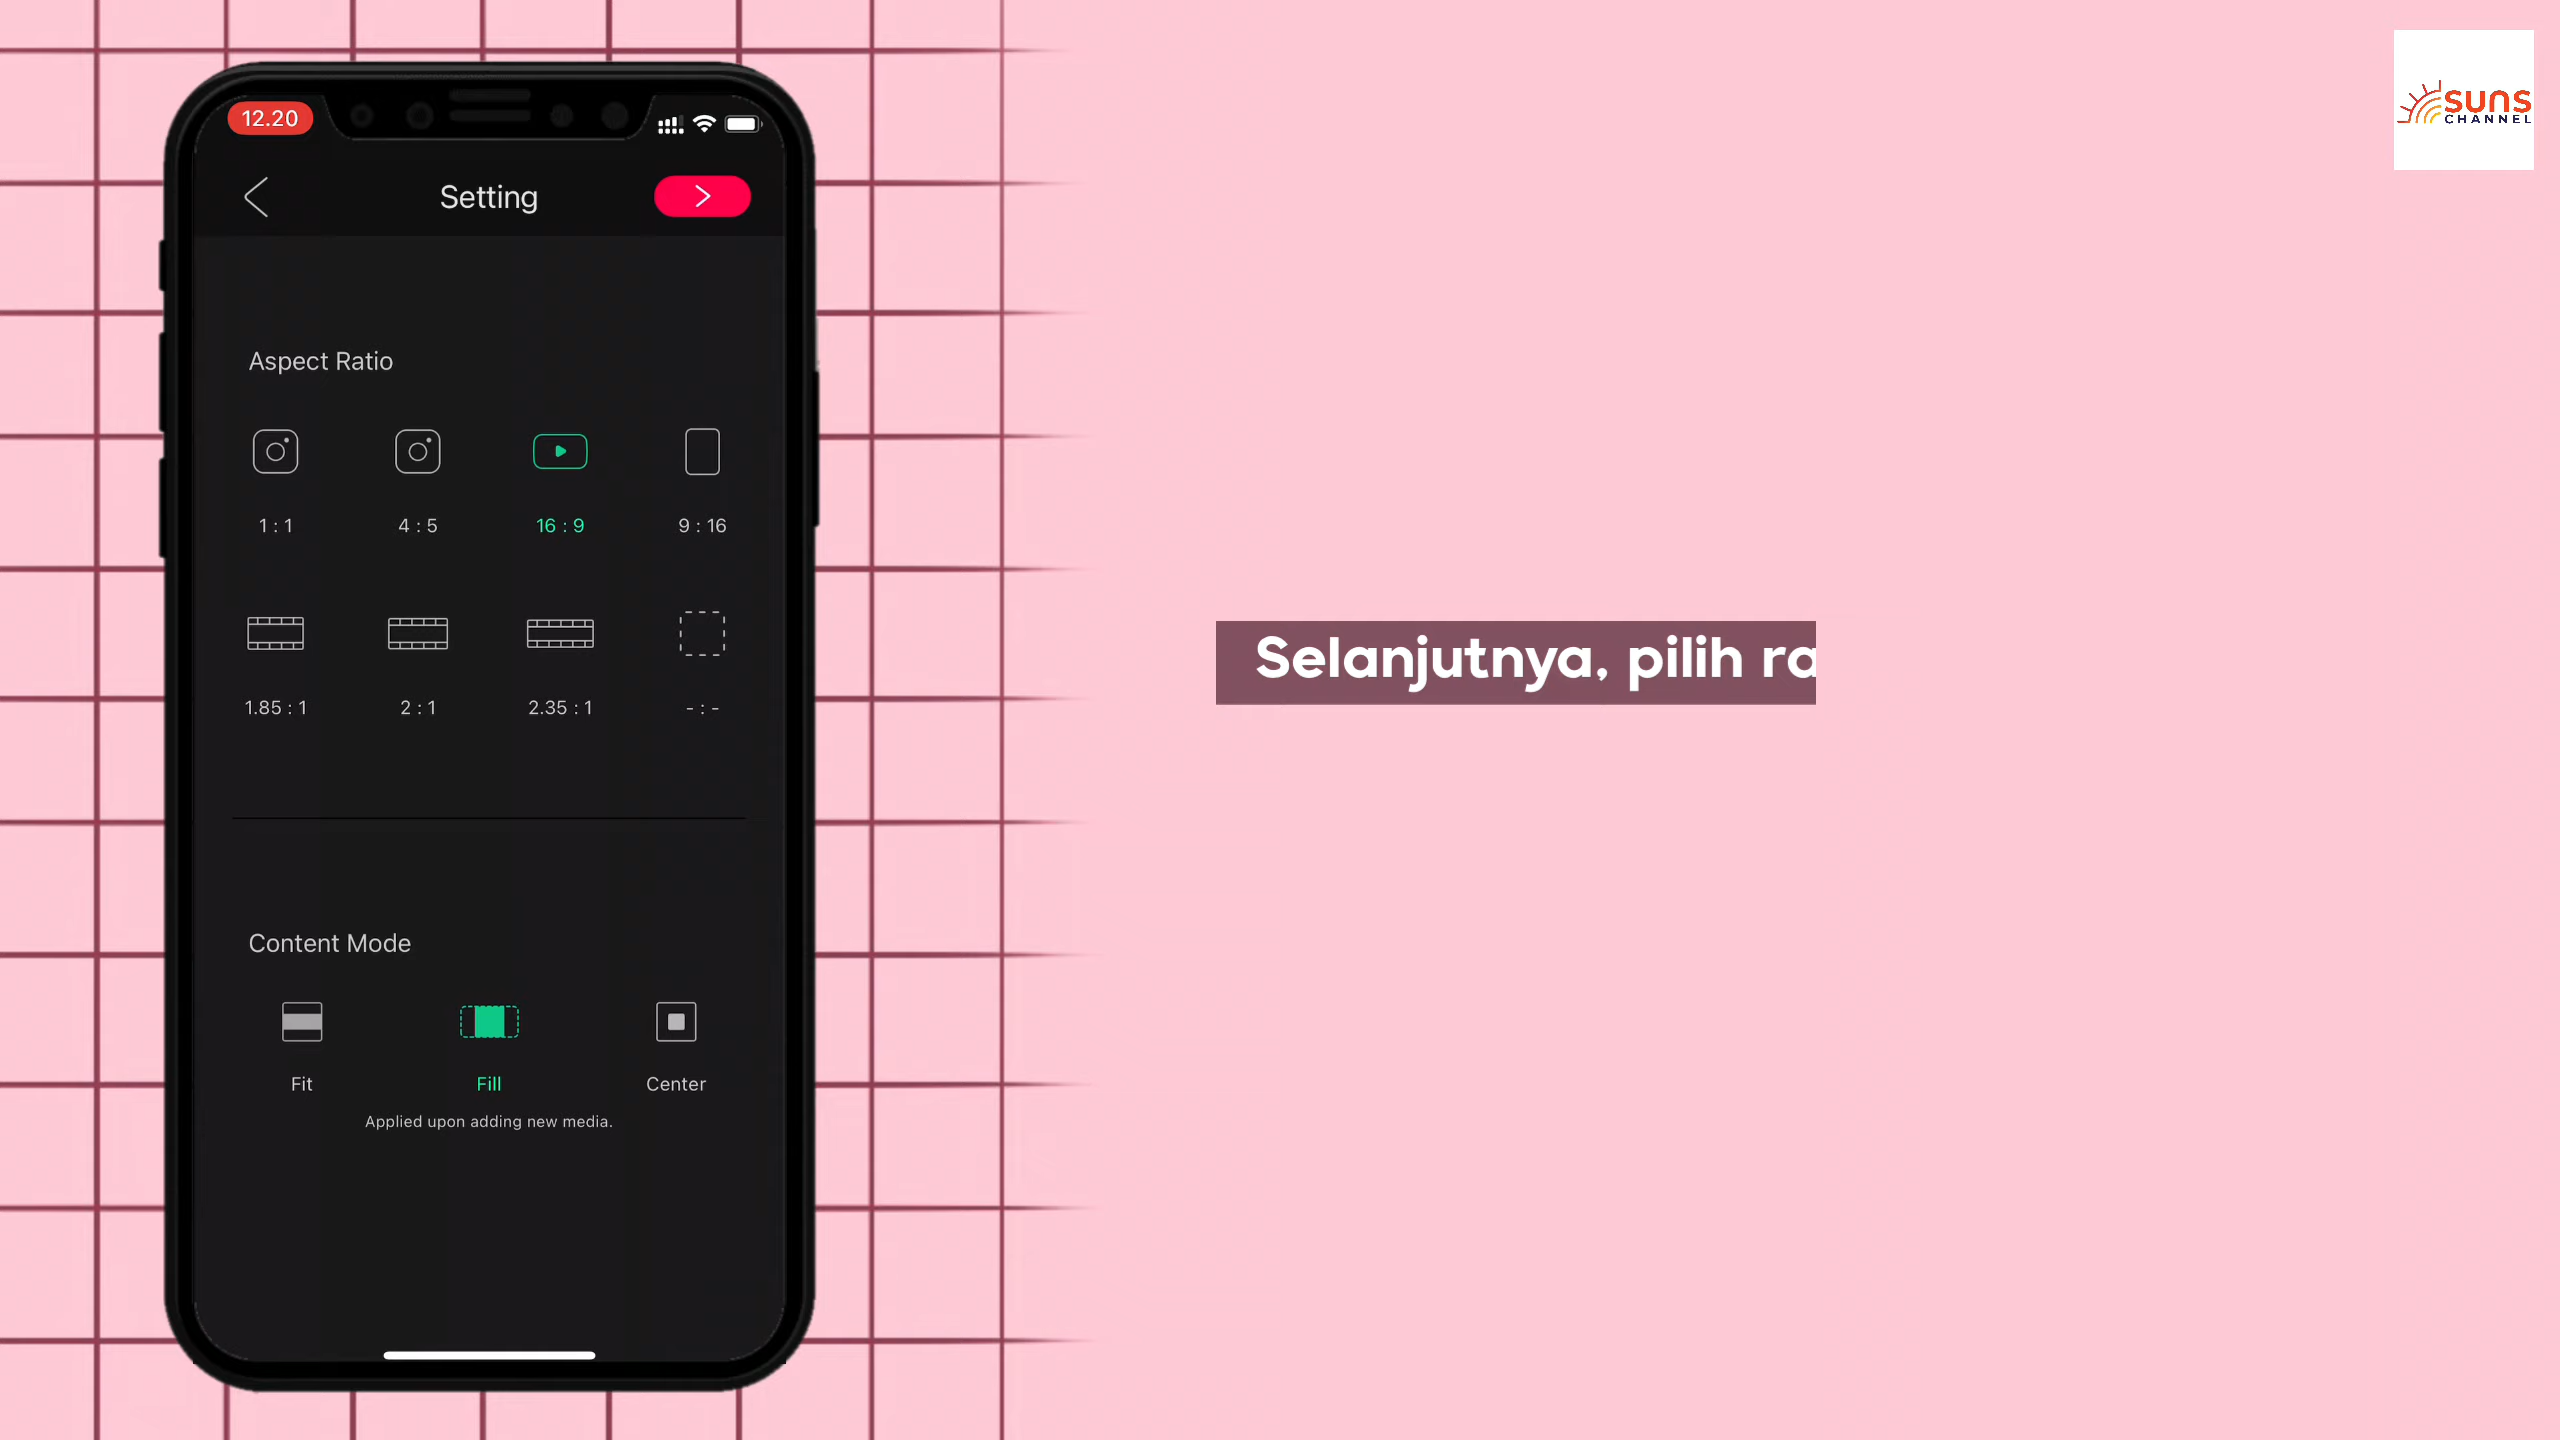 12.20
Setting
Aspect Ratio
1 : 1
4 : 5
16 : 9
9 : 16
1.85 : 1
2 : 1
2.35 : 1
- : -
Content Mode
Fit
Fill
Center
Applied upon adding new media.
Selanjutnya, pilih ra
suns
CHANNEL